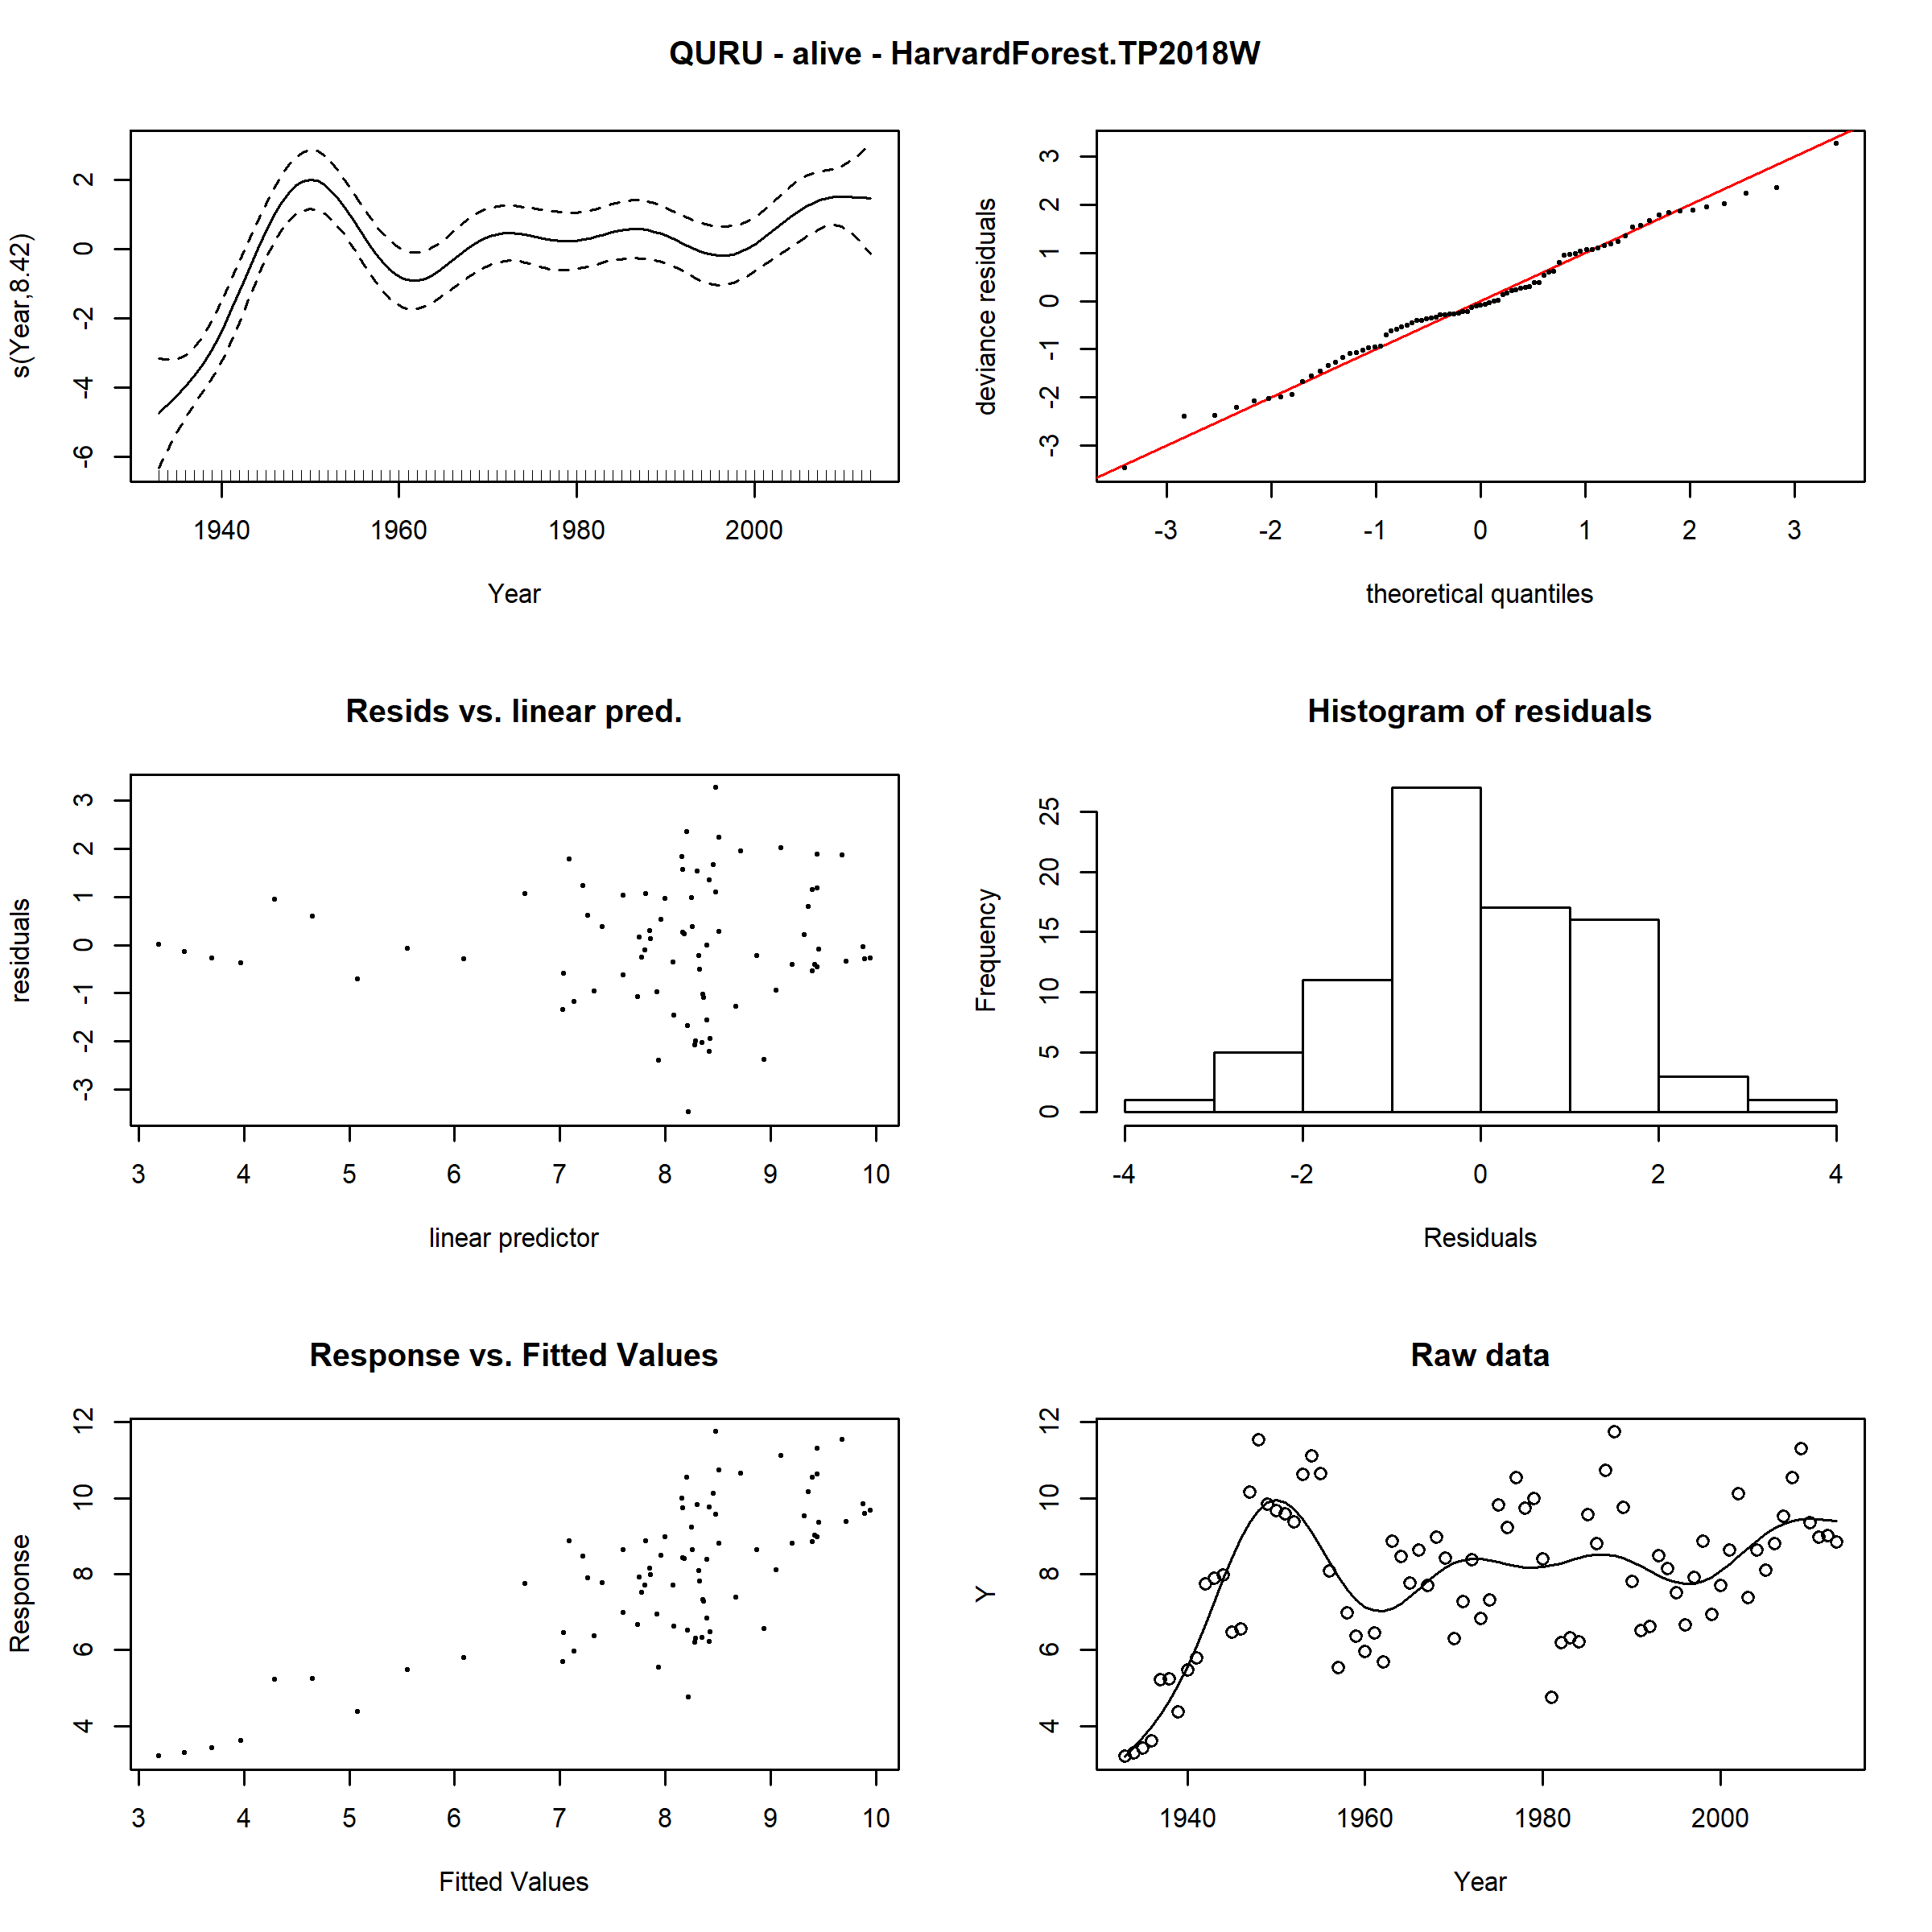 QURU - alive - HarvardForest.TP2018W
s(Year,8.42)
2
0
-2
-4
-6
1940 1960 1980 2000
Year
deviance residuals
3
2
1
0
-1
-2
-3
-3 -2 -1 0 1 2 3
theoretical quantiles
Resids vs. linear pred.
residuals
3
2
1
0
-1
-2
-3
3 4 5 6 7 8 9 10
linear predictor
Histogram of residuals
Frequency
25
20
15
10
5
0
-4 -2 0 2 4
Residuals
Response vs. Fitted Values
Response
12
10
8
6
4
3 4 5 6 7 8 9 10
Fitted Values
Raw data
Y
12
10
8
6
4
1940 1960 1980 2000
Year